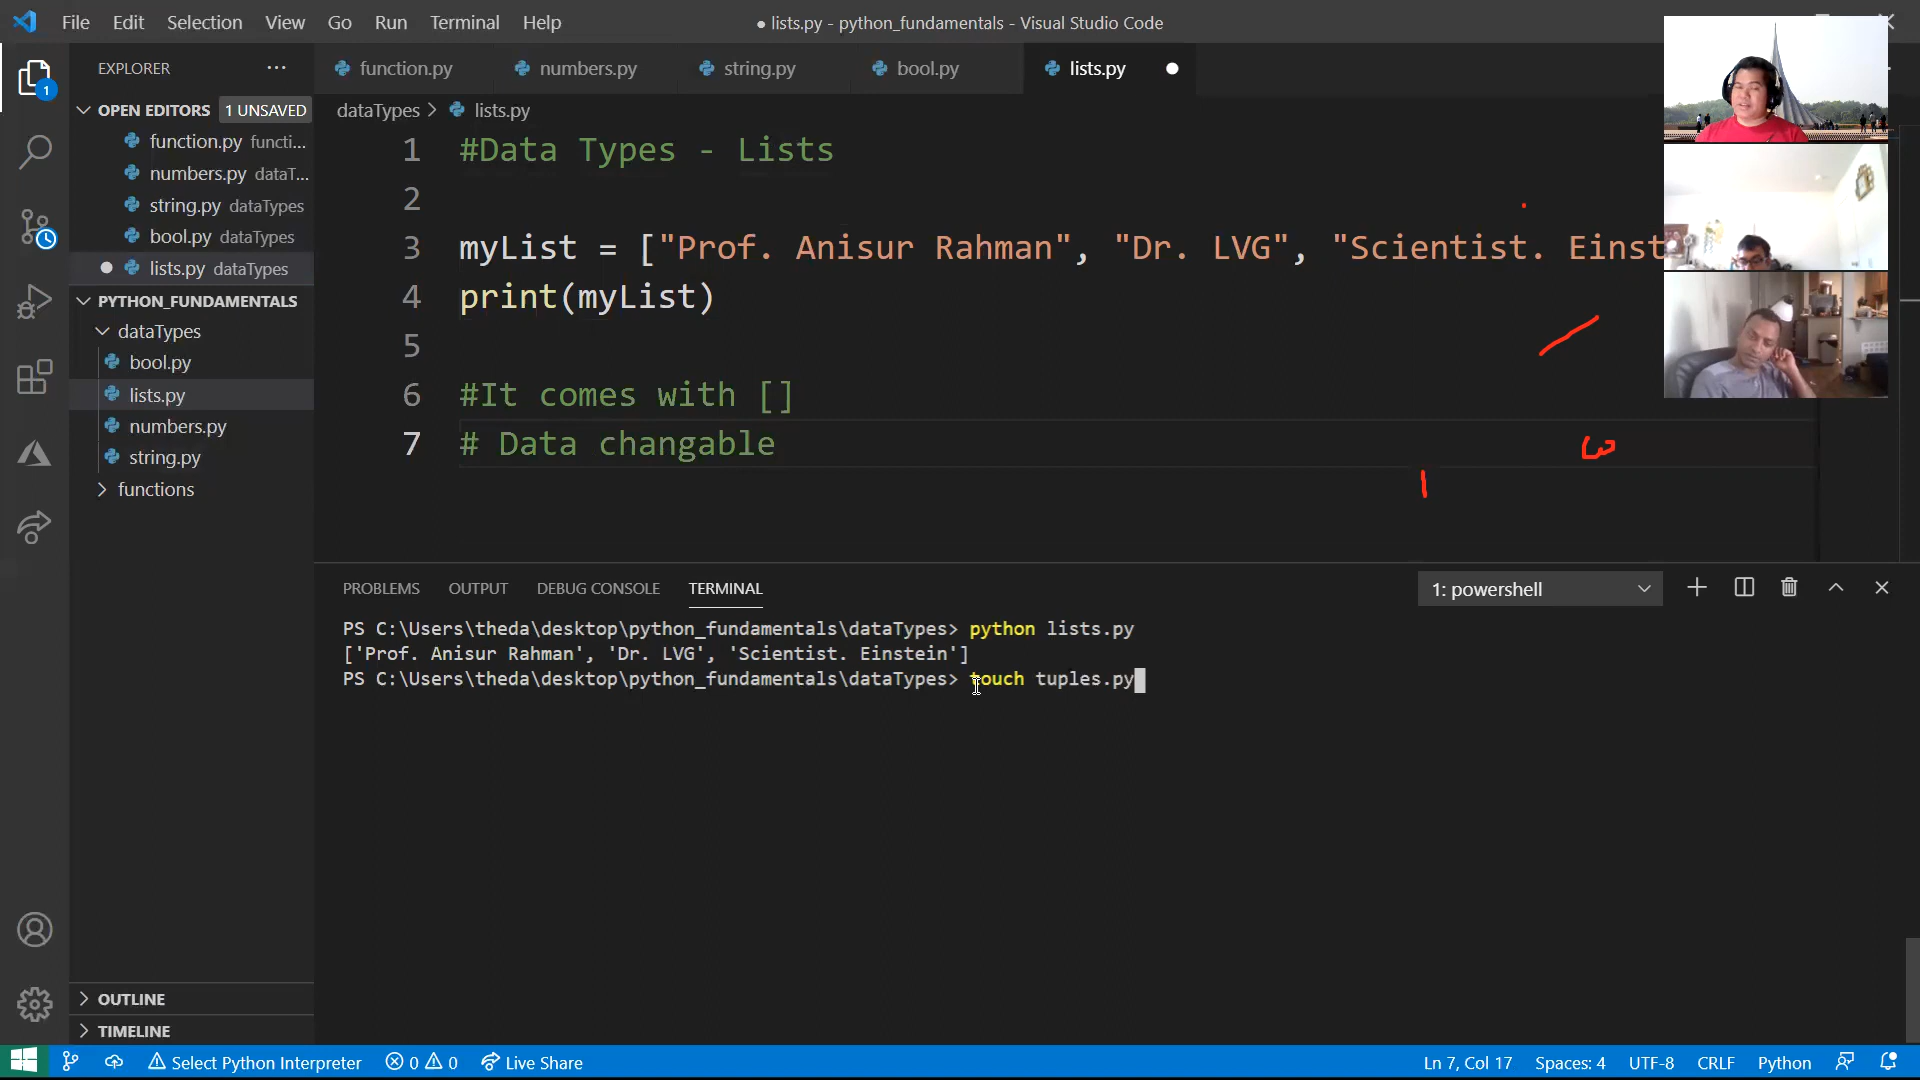 File Edit Selection View Go Run Terminal Help
● lists.py - python_fundamentals - Visual Studio Code
EXPLORER ...
OPEN EDITORS 1 UNSAVED
function.py functi...
numbers.py dataT...
string.py dataTypes
bool.py dataTypes
lists.py dataTypes
PYTHON_FUNDAMENTALS
dataTypes
bool.py
lists.py
numbers.py
string.py
functions
OUTLINE
TIMELINE
1
function.py numbers.py string.py bool.py lists.py
dataTypes > lists.py
1 #Data Types - Lists
2
3 myList = ["Prof. Anisur Rahman", "Dr. LVG", "Scientist. Einst
4 print(myList)
5
6 #It comes with []
7 # Data changable
PROBLEMS OUTPUT DEBUG CONSOLE TERMINAL 1: powershell
PS C:\Users\theda\desktop\python_fundamentals\dataTypes> python lists.py
['Prof. Anisur Rahman', 'Dr. LVG', 'Scientist. Einstein']
PS C:\Users\theda\desktop\python_fundamentals\dataTypes> touch tuples.py
Select Python Interpreter 0 0 Live Share Ln 7, Col 17 Spaces: 4 UTF-8 CRLF Python